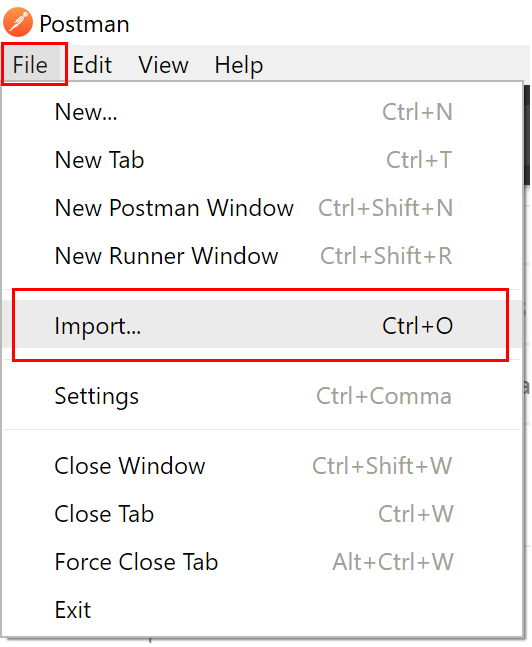 Postman
File Edit View Help
New... Ctrl+N
New Tab Ctrl+T
New Postman Window Ctrl+Shift+N
New Runner Window Ctrl+Shift+R
Import... Ctrl+O
Settings Ctrl+Comma
Close Window Ctrl+Shift+W
Close Tab Ctrl+W
Force Close Tab Alt+Ctrl+W
Exit